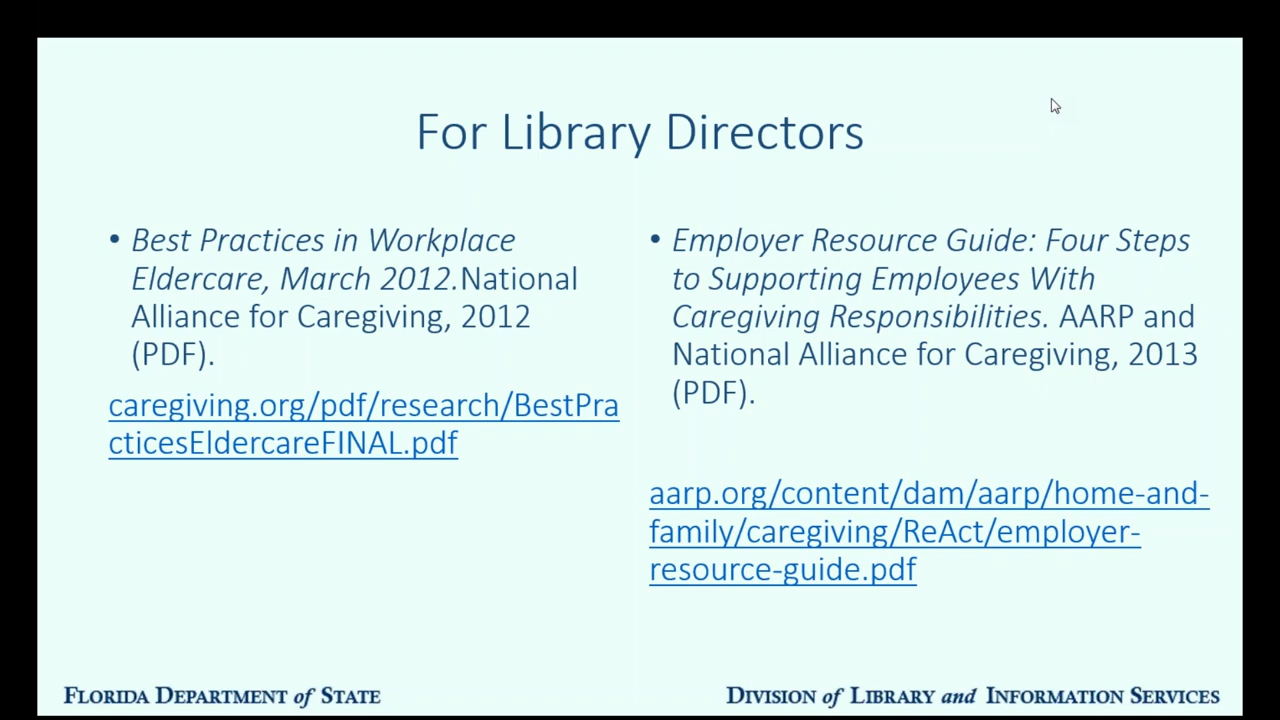 For Library Directors
• Best Practices in Workplace
Eldercare, March 2012.National
Alliance for Caregiving, 2012
(PDF).
caregiving.org/pdf/research/BestPra
cticesEldercareFINAL.pdf
• Employer Resource Guide: Four Steps
to Supporting Employees With
Caregiving Responsibilities. AARP and
National Alliance for Caregiving, 2013
(PDF).
aarp.org/content/dam/aarp/home-and-
family/caregiving/ReAct/employer-
resource-guide.pdf
FLORIDA DEPARTMENT of STATE
DIVISION of LIBRARY and INFORMATION SERVICES